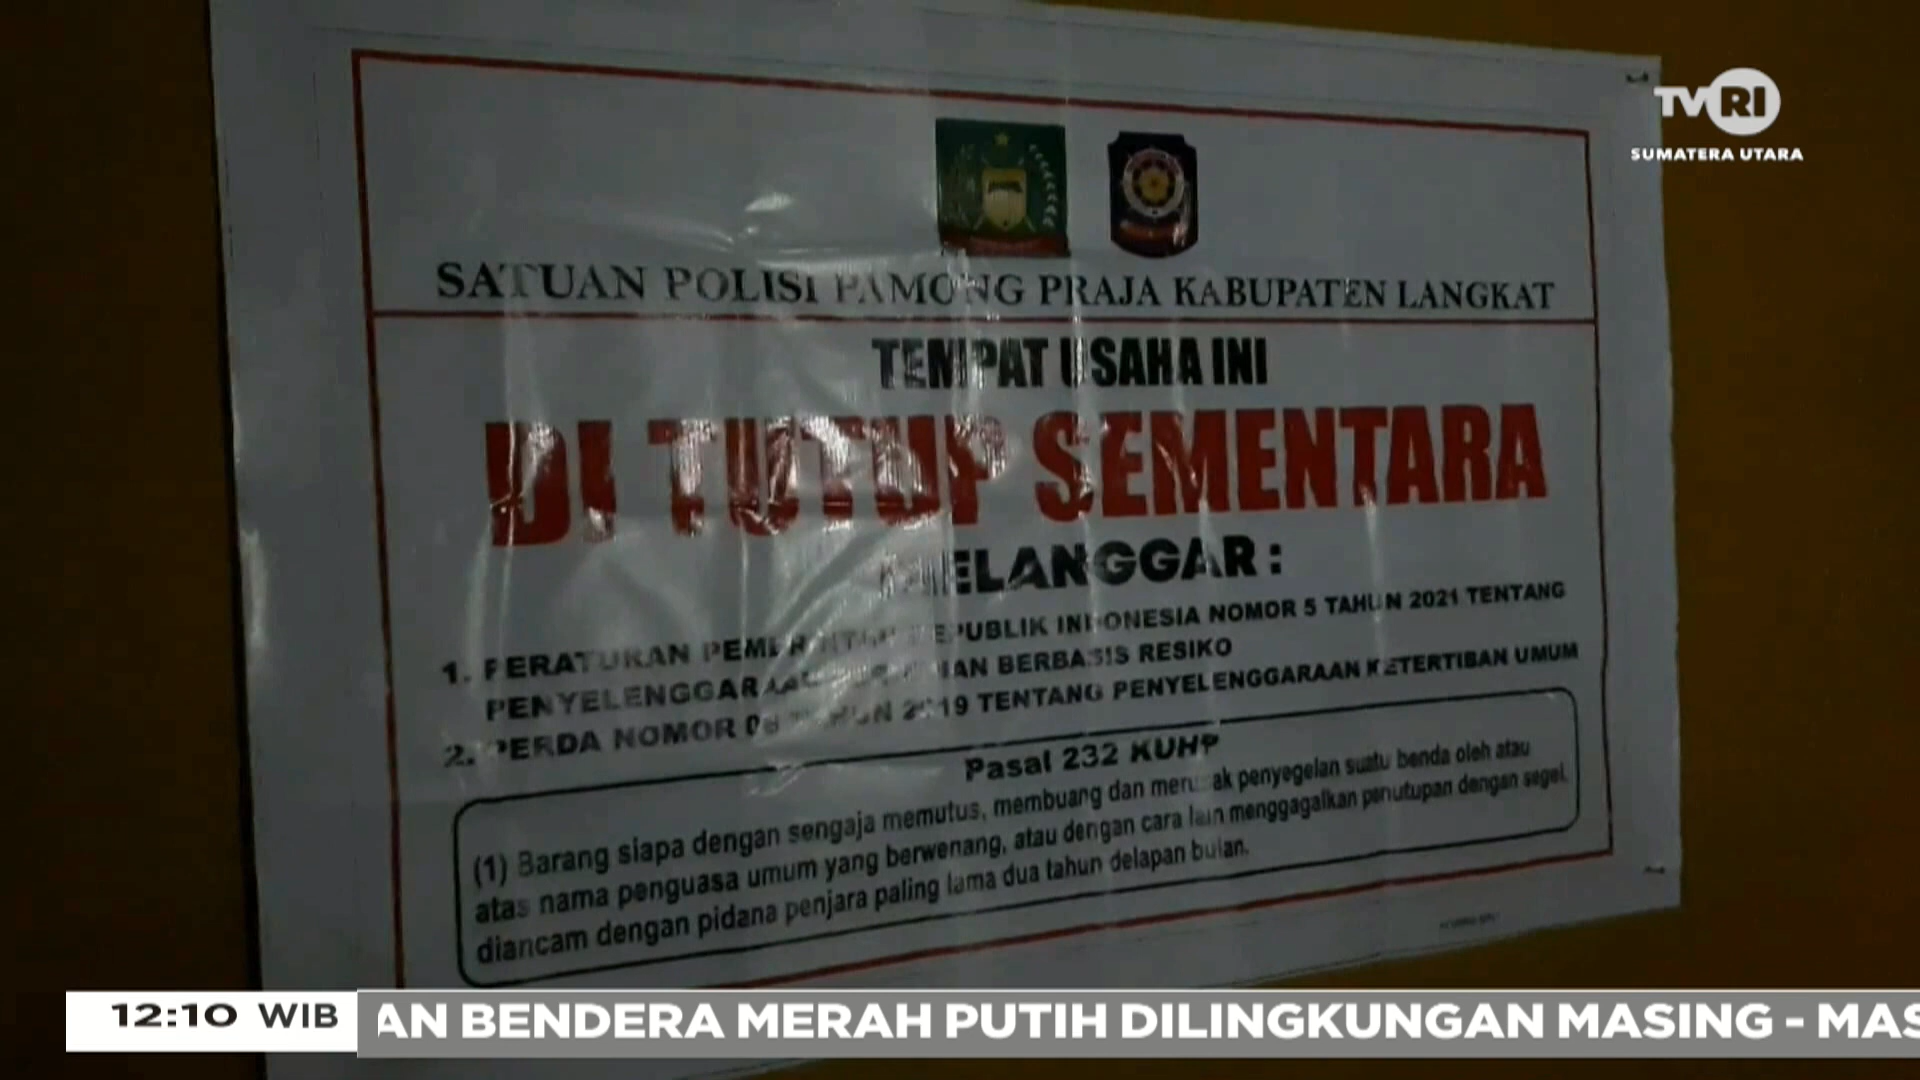 TVRI
SUMATERA UTARA
SATUAN POLISI PAMONG PRAJA KABUPATEN LANGKAT
TEMPAT USAHA INI
DI TUTUP SEMENTARA
MELANGGAR :
1. PERATURAN PEMERINTAH REPUBLIK INDONESIA NOMOR 5 TAHUN 2021 TENTANG
PENYELENGGARAAN BERBASIS RESIKO
2. PERDA NOMOR TAHUN 2019 TENTANG PENYELENGGARAAN KETERTIBAN UMUM
Pasal 232 KUHP
(1) Barang siapa dengan sengaja memutus, membuang dan merusak penyegelan suatu benda oleh atau
atas nama penguasa umum yang berwenang, atau dengan cara lain menggagalkan penutupan dengan segel,
diancam dengan pidana penjara paling lama dua tahun delapan bulan.
12:10 WIB
AN BENDERA MERAH PUTIH DILINGKUNGAN MASING - MAS